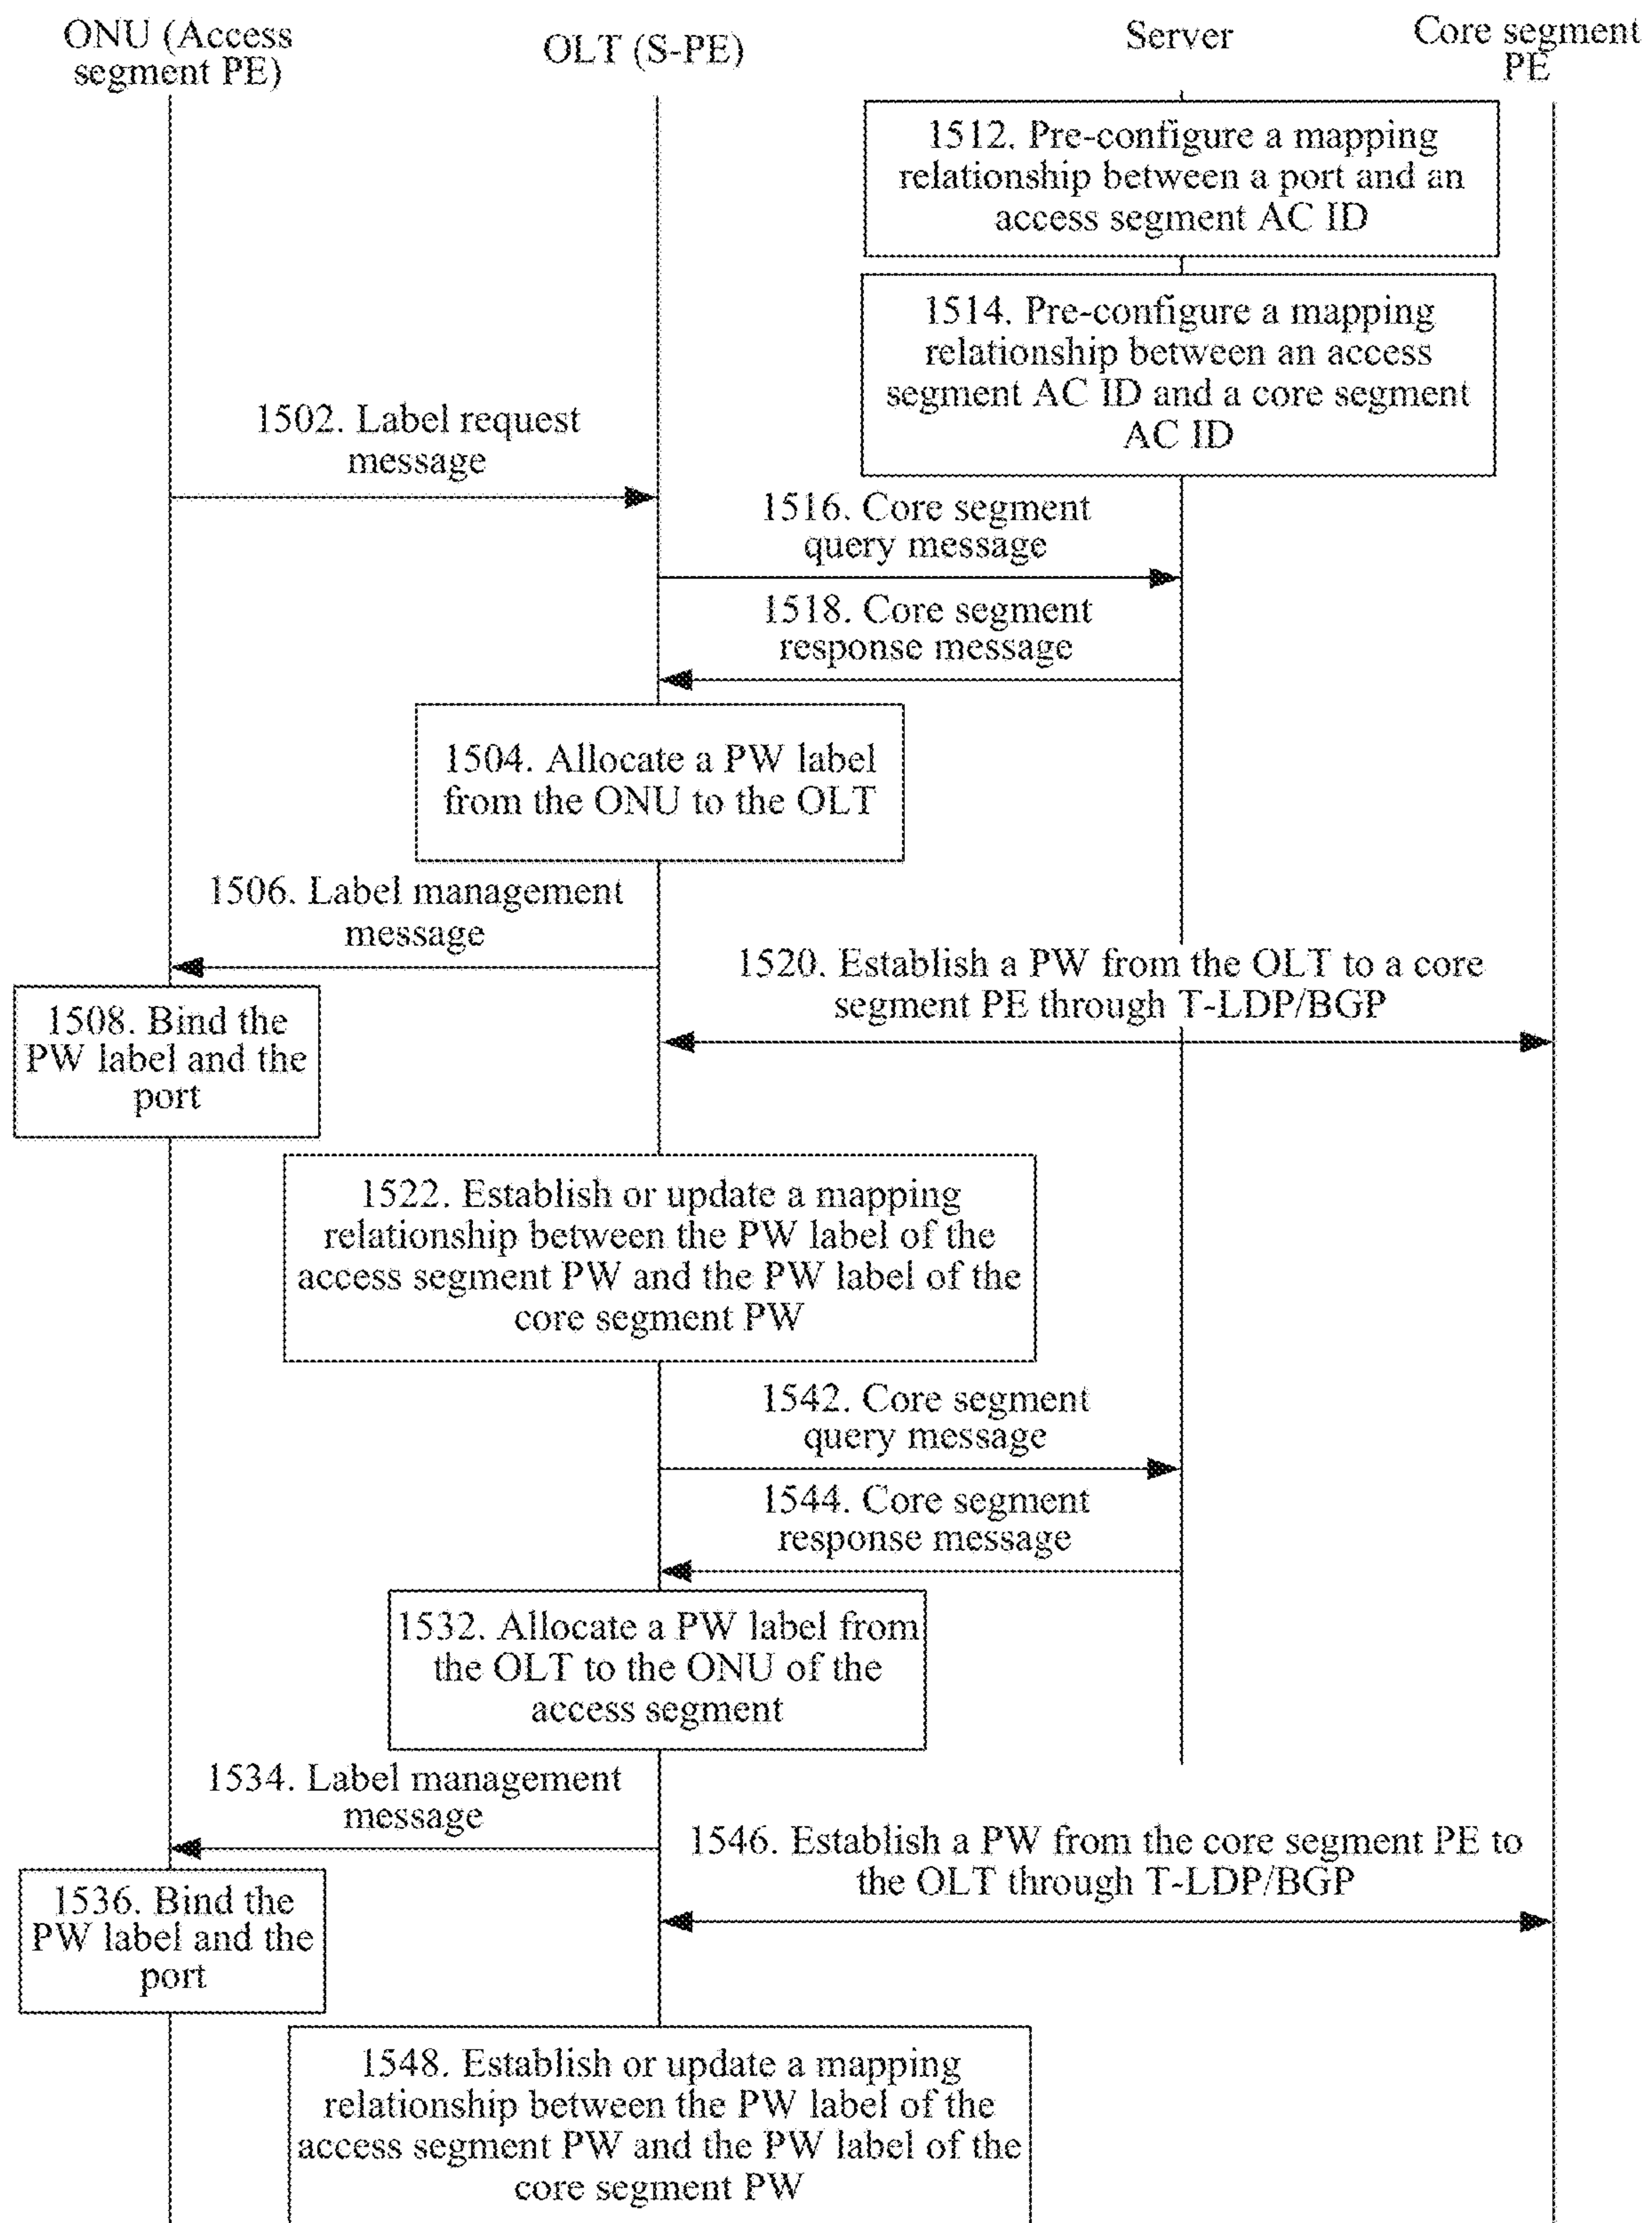 ONU (Access
segment PE)
OLT (S-PE)
Server
Core segment
PE
1512. Pre-configure a mapping
relationship between a port and an
access segment AC ID
1514. Pre-configure a mapping
relationship between an access
segment AC ID and a core segment
AC ID
1502. Label request
message
1516. Core segment
query message
1518. Core segment
response message
1504. Allocate a PW label
from the ONU to the OLT
1506. Label management
message
1520. Establish a PW from the OLT to a core
segment PE through T-LDP/BGP
1508. Bind the
PW label and the
port
1522. Establish or update a mapping
relationship between the PW label of the
access segment PW and the PW label of the
core segment PW
1542. Core segment
query message
1544. Core segment
response message
1532. Allocate a PW label from
the OLT to the ONU of the
access segment
1534. Label management
message
1546. Establish a PW from the core segment PE to
the OLT through T-LDP/BGP
1536. Bind the
PW label and the
port
1548. Establish or update a mapping
relationship between the PW label of the
access segment PW and the PW label of the
core segment PW